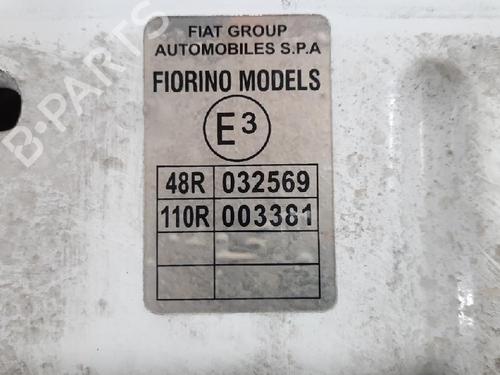 FIAT GROUP
AUTOMOBILES S.P.A
FIORINO MODELS
E3
48R 032569
110R 003381
B-PARTS